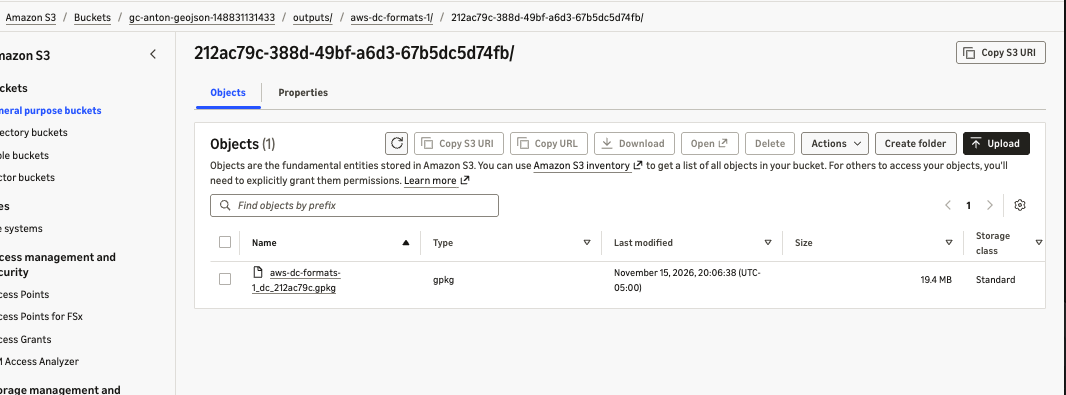 Amazon S3 / Buckets / gc-anton-geojson-148831131433 / outputs/ / aws-dc-formats-1/ / 212ac79c-388d-49bf-a6d3-67b5dc5d74fb/
mazon S3
ckets
neral purpose buckets
ectory buckets
ble buckets
ctor buckets
es
e systems
cess management and
curity
cess Points
cess Points for FSx
cess Grants
M Access Analyzer
orage management and
212ac79c-388d-49bf-a6d3-67b5dc5d74fb/
Copy S3 URI
Objects
Properties
Objects (1)
Copy S3 URI
Copy URL
Download
Open
Delete
Actions
Create folder
Upload
Objects are the fundamental entities stored in Amazon S3. You can use Amazon S3 inventory to get a list of all objects in your bucket. For others to access your objects, you'll
need to explicitly grant them permissions. Learn more
Find objects by prefix
1
Name
Type
Last modified
Size
Storage
class
aws-dc-formats-
1_dc_212ac79c.gpkg
gpkg
November 15, 2026, 20:06:38 (UTC-
05:00)
19.4 MB
Standard